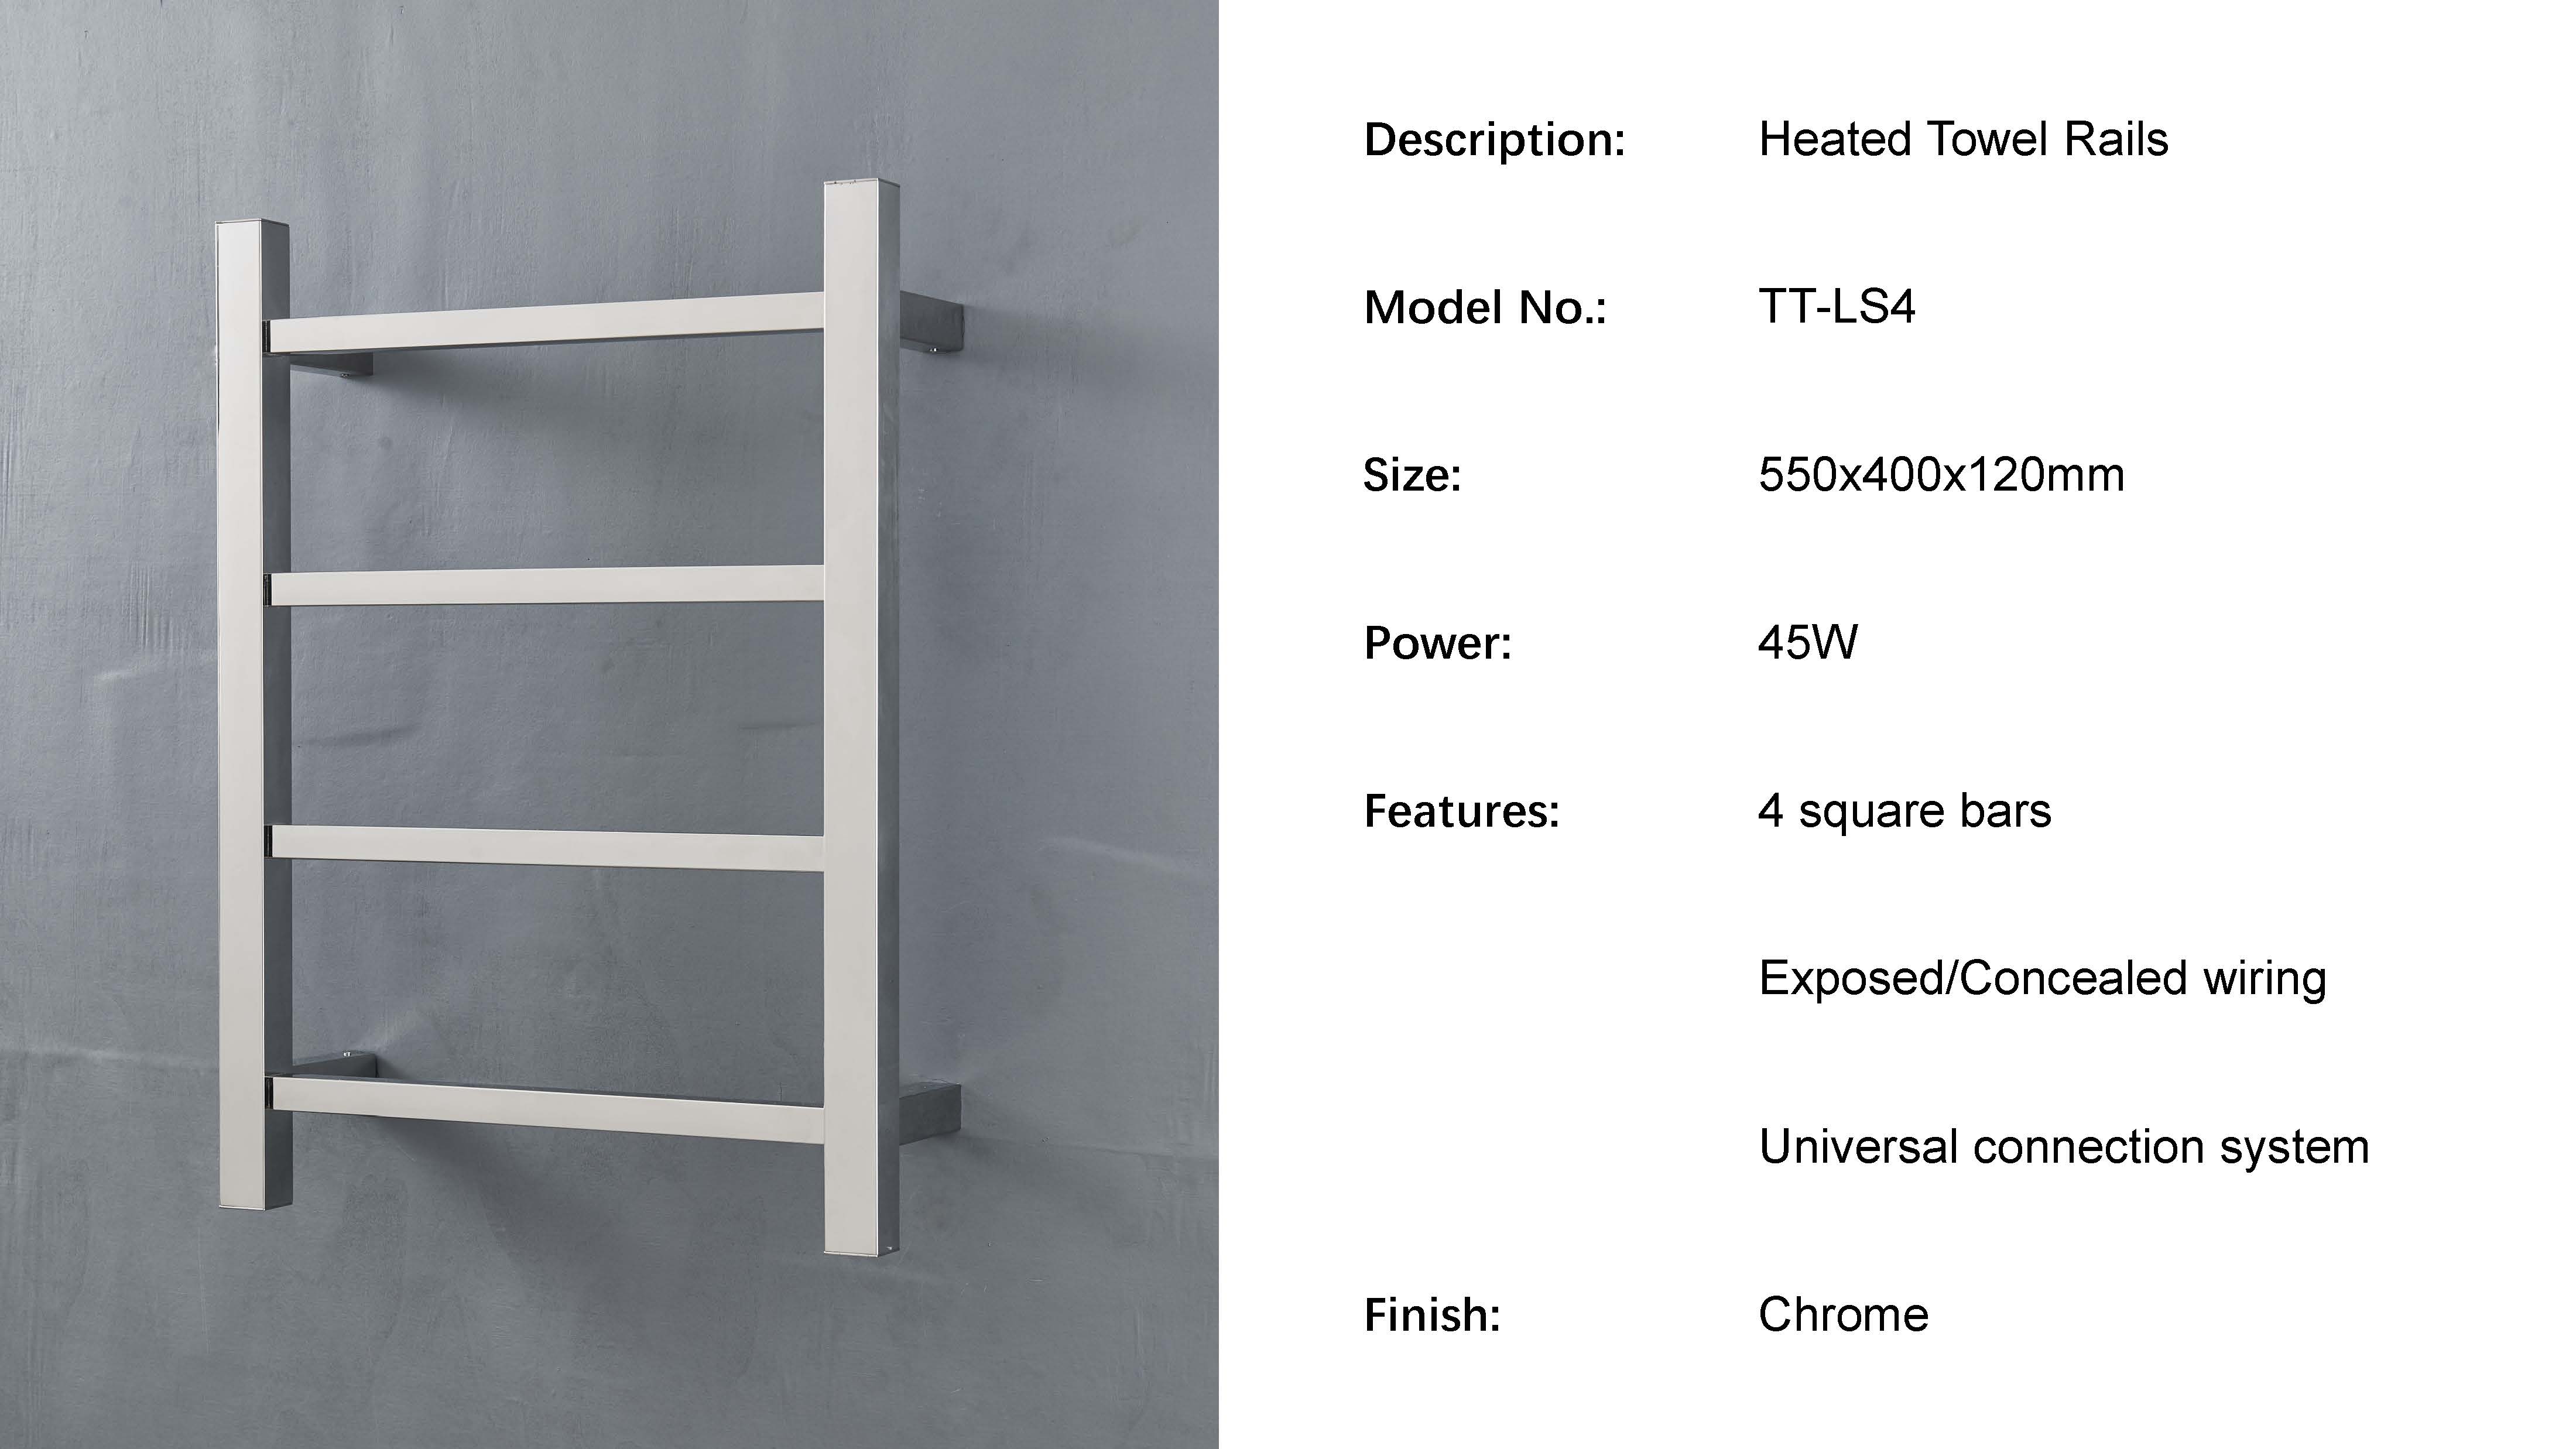 Description: Heated Towel Rails
Model No.: TT-LS4
Size: 550x400x120mm
Power: 45W
Features: 4 square bars
Exposed/Concealed wiring
Universal connection system
Finish: Chrome